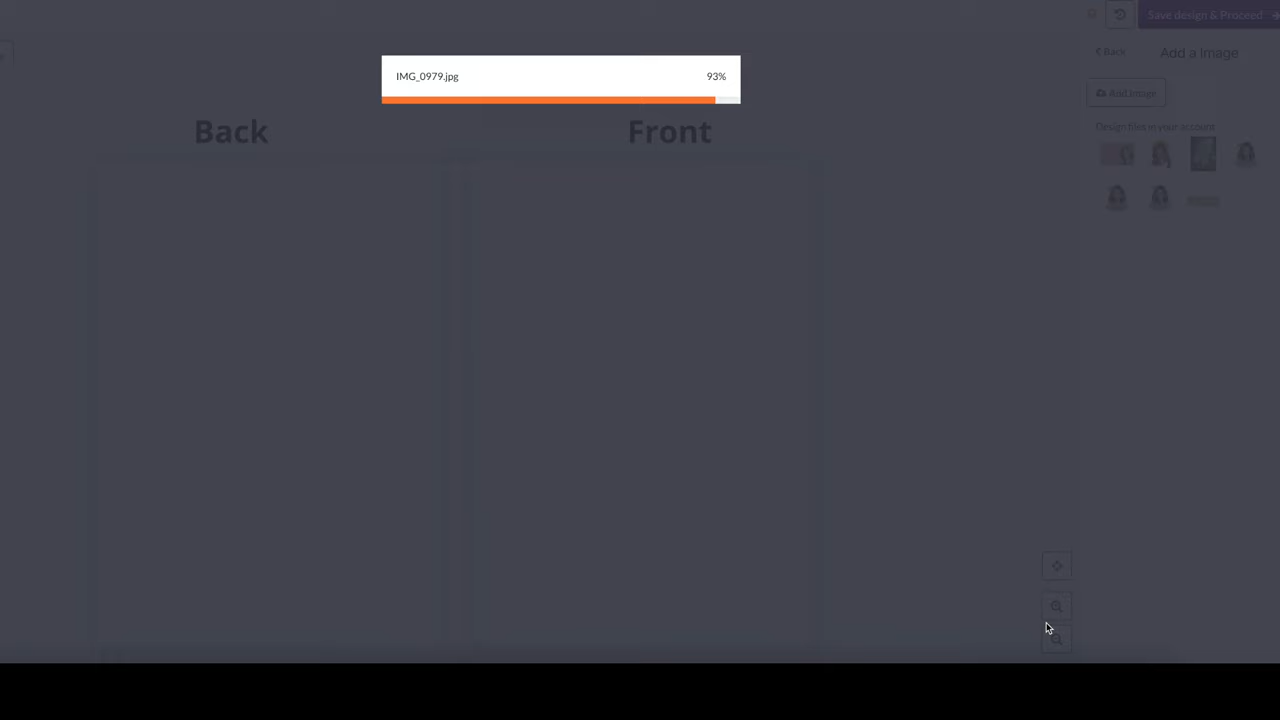 Save design & Proceed
Back
Add a Image
IMG_0979.jpg 93%
Add Image
Back Front
Design files in your account